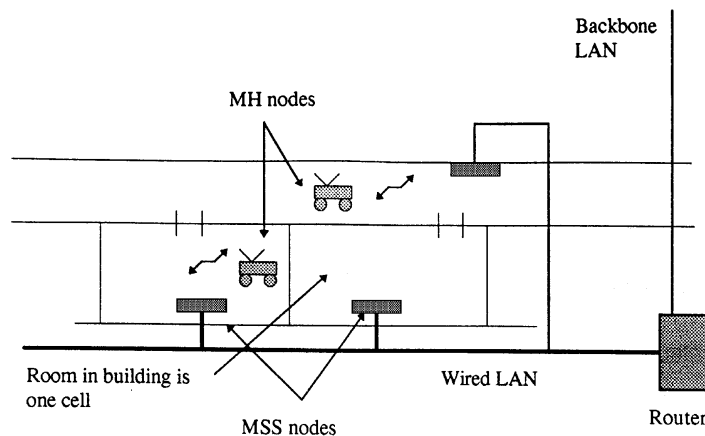 Backbone
LAN
MH nodes
Room in building is
one cell
Wired LAN
MSS nodes
Router